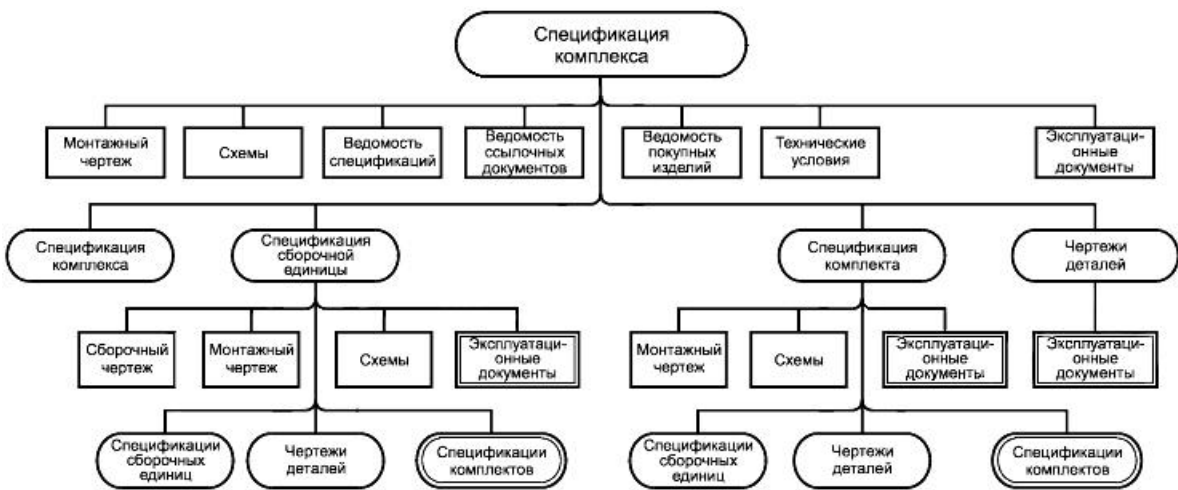 Спецификация
комплекса
Монтажный
чертеж
Схемы
Ведомость
спецификаций
Ведомость
ссылочных
документов
Ведомость
покупных
изделий
Технические
условия
Эксплуатаци-
онные
документы
Спецификация
комплекса
Спецификация
сборочной
единицы
Спецификация
комплекта
Чертежи
деталей
Сборочный
чертеж
Монтажный
чертеж
Схемы
Эксплуатаци-
онные
документы
Монтажный
чертеж
Схемы
Эксплуатаци-
онные
документы
Эксплуатаци-
онные
документы
Спецификации
сборочных
единиц
Чертежи
деталей
Спецификации
комплектов
Спецификации
сборочных
единиц
Чертежи
деталей
Спецификации
комплектов